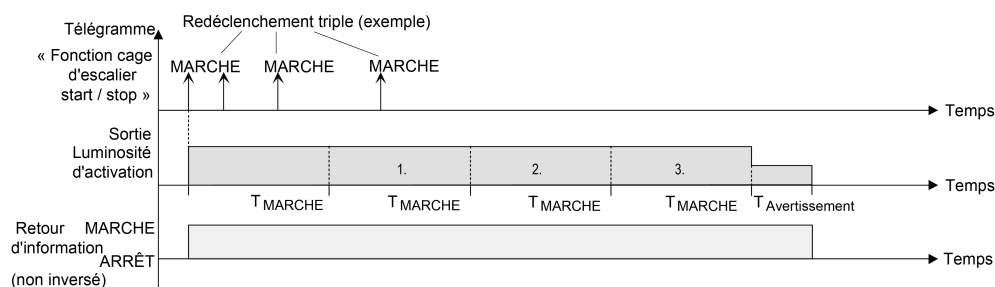 Redéclenchement triple (exemple)
Télégramme
« Fonction cage
d'escalier
start / stop »
MARCHE MARCHE MARCHE
Temps
Sortie
Luminosité
d'activation
1. 2. 3.
Temps
T MARCHE T MARCHE T MARCHE T MARCHE T Avertissement
Retour MARCHE
d'information
ARRÊT
(non inversé)
Temps